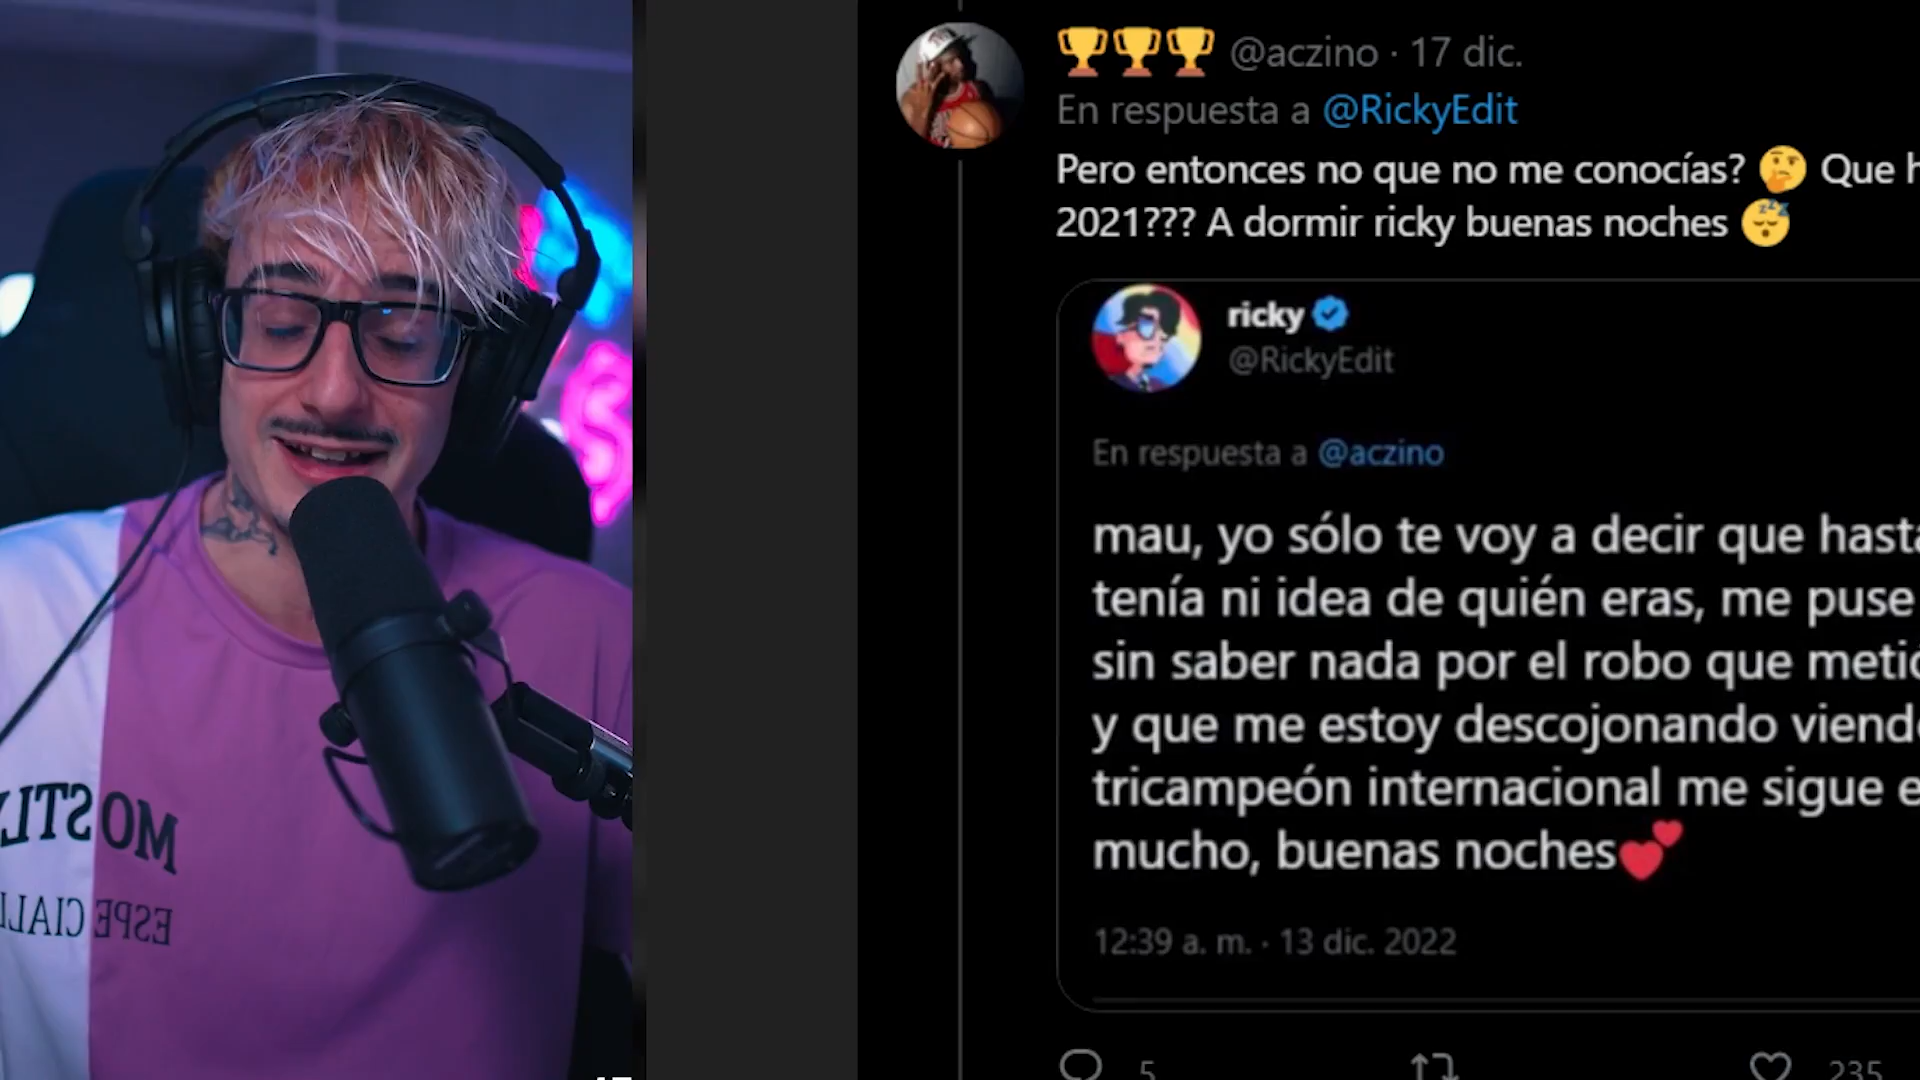 @aczino · 17 dic.
En respuesta a @RickyEdit
Pero entonces no que no me conocías? 🤔 Que
2021??? A dormir ricky buenas noches 😴
ricky
@RickyEdit
En respuesta a @aczino
mau, yo sólo te voy a decir que hasta
tenía ni idea de quién eras, me puse
sin saber nada por el robo que
y que me estoy descojonando
tricampeón internacional me sigue
mucho, buenas noches💕
12:39 a. m. · 13 dic. 2022
5
235
MOSTLY
ESPECIALL